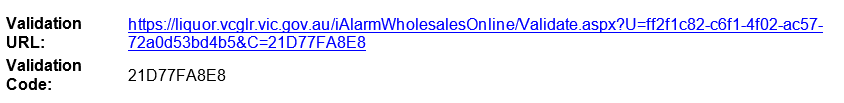 Validation URL: https://liquor.vcglr.vic.gov.au/iAlarmWholesalesOnline/Validate.aspx?U=ff2f1c82-c6f1-4f02-ac57-
72a0d53bd4b5&C=21D77FA8E8
Validation Code: 21D77FA8E8